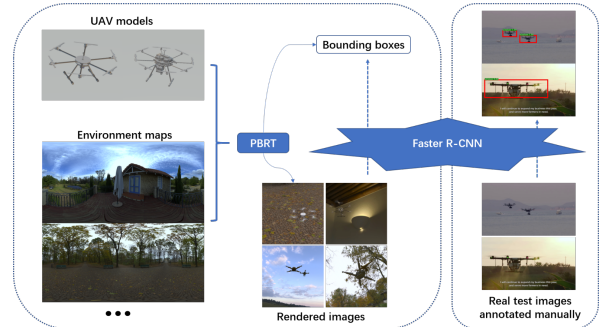 UAV models
Bounding boxes
Environment maps
PBRT
Faster R-CNN
Rendered images
Real test images
annotated manually